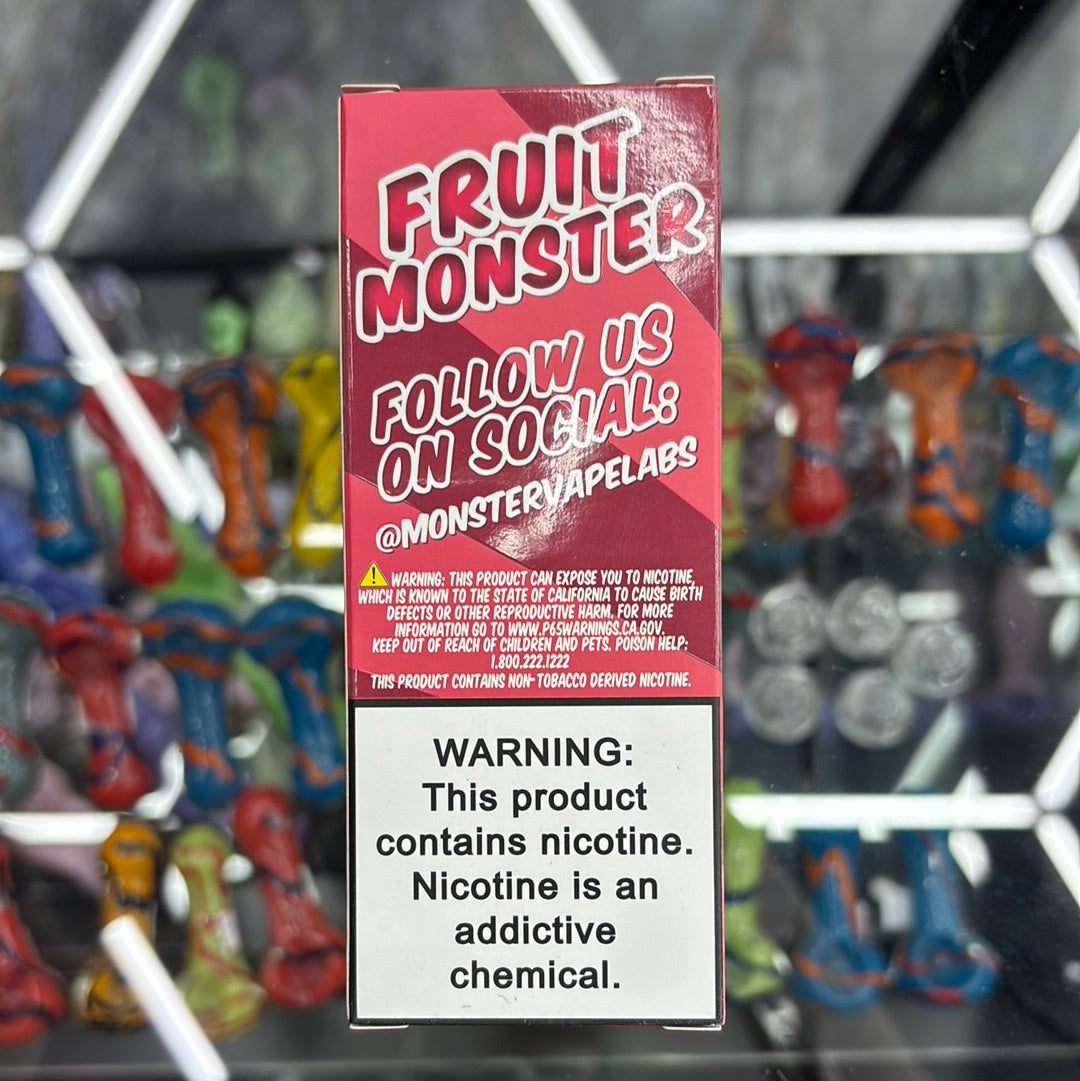 FRUIT
MONSTER
FOLLOW US
ON SOCIAL:
@MONSTERVAPELABS
WARNING: THIS PRODUCT CAN EXPOSE YOU TO NICOTINE,
WHICH IS KNOWN TO THE STATE OF CALIFORNIA TO CAUSE BIRTH
DEFECTS OR OTHER REPRODUCTIVE HARM. FOR MORE
INFORMATION GO TO WWW.P65WARNINGS.CA.GOV.
KEEP OUT OF REACH OF CHILDREN AND PETS. POISON HELP:
1.800.222.1222
THIS PRODUCT CONTAINS NON-TOBACCO DERIVED NICOTINE.
WARNING:
This product
contains nicotine.
Nicotine is an
addictive
chemical.